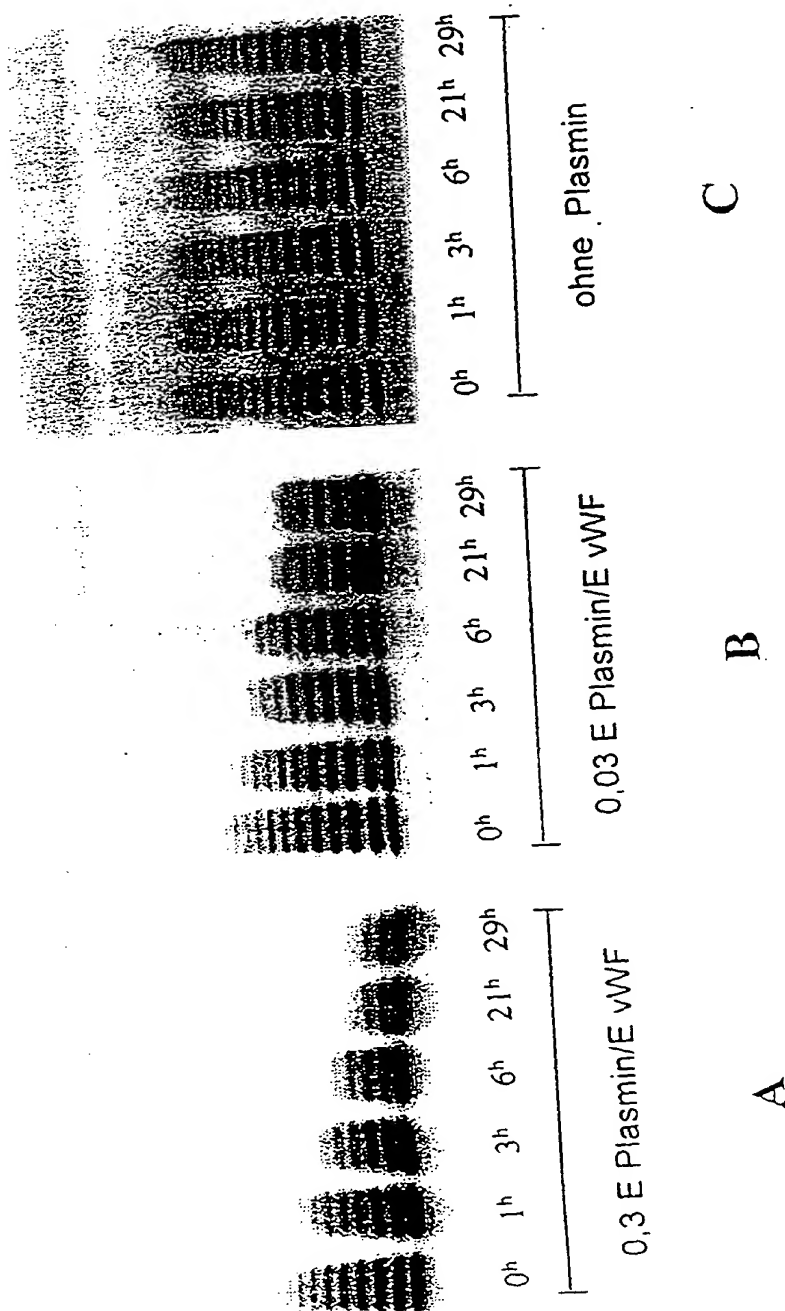 0h 1h 3h 6h 21h 29h
0,3 E Plasmin/E vWF
A
0h 1h 3h 6h 21h 29h
0,03 E Plasmin/E vWF
B
0h 1h 3h 6h 21h 29h
ohne Plasmin
C